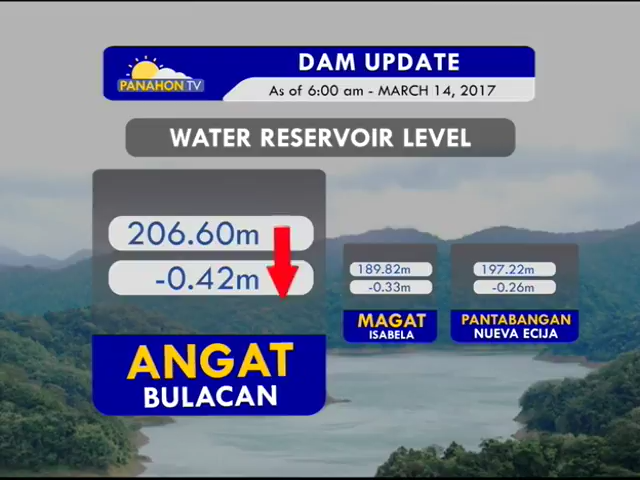 PANAHON TV
DAM UPDATE
As of 6:00 am - MARCH 14, 2017
WATER RESERVOIR LEVEL
206.60m
-0.42m
ANGAT
BULACAN
189.82m
-0.33m
MAGAT
ISABELA
197.22m
-0.26m
PANTABANGAN
NUEVA ECIJA